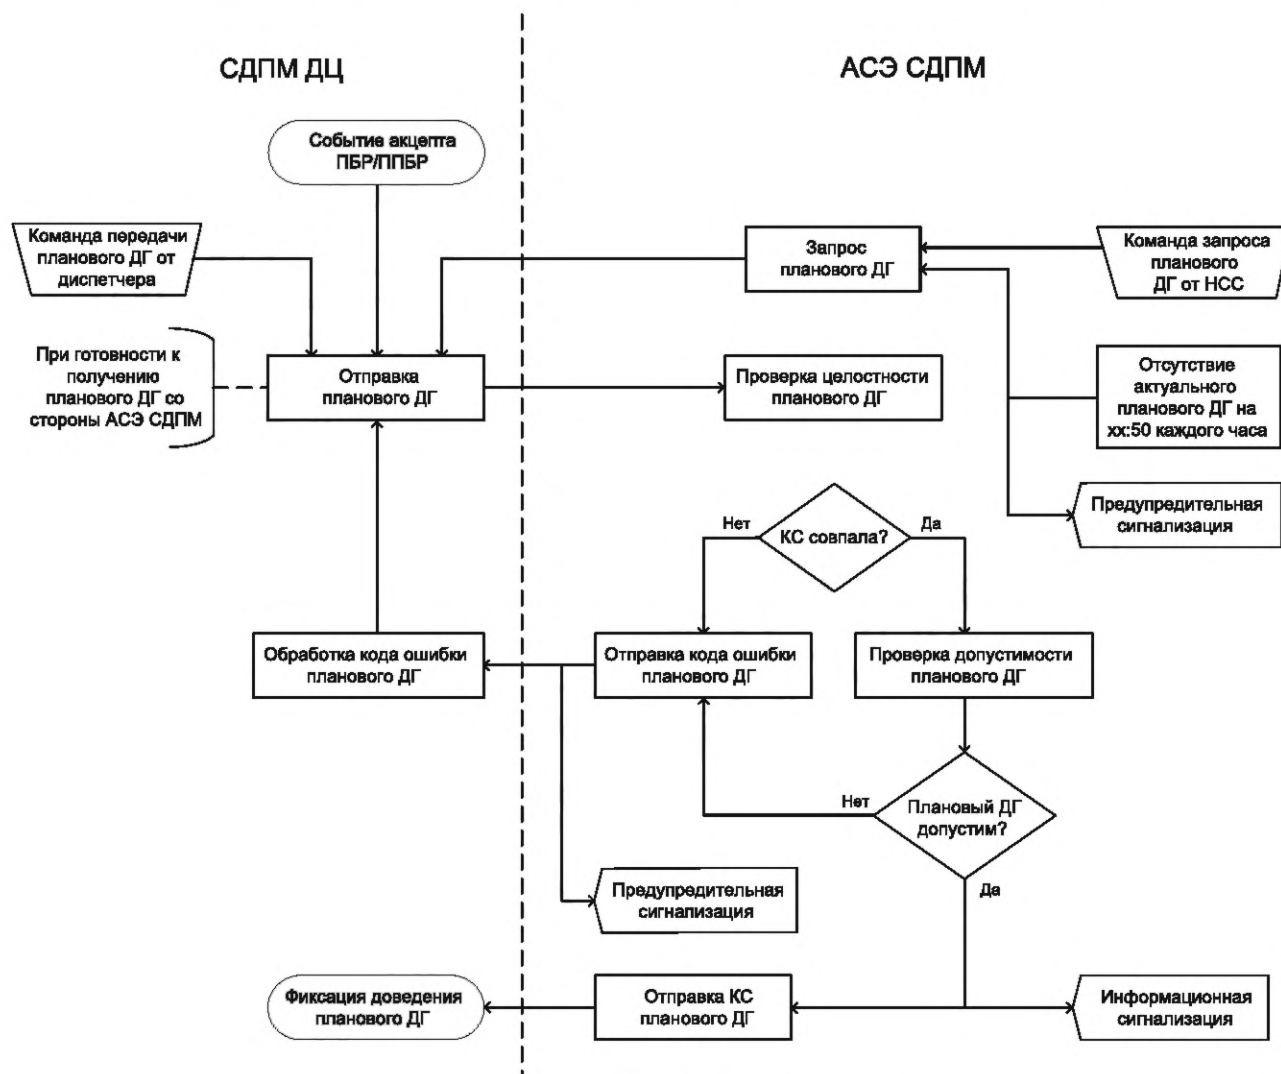 СДПМ ДЦ
АСЭ СДПМ
Событие акцепта
ПБР/ППБР
Команда передачи
планового ДГ от
диспетчера
Запрос
планового ДГ
Команда запроса
планового
ДГ от НСС
При готовности к
получению
планового ДГ со
стороны АСЭ СДПМ
Отправка
планового ДГ
Проверка целостности
планового ДГ
Отсутствие
актуального
планового ДГ на
хх:50 каждого часа
Предупредительная
сигнализация
Нет
КС совпала?
Да
Обработка кода ошибки
планового ДГ
Отправка кода ошибки
планового ДГ
Проверка допустимости
планового ДГ
Нет
Плановый ДГ
допустим?
Да
Предупредительная
сигнализация
Фиксация доведения
планового ДГ
Отправка КС
планового ДГ
Информационная
сигнализация